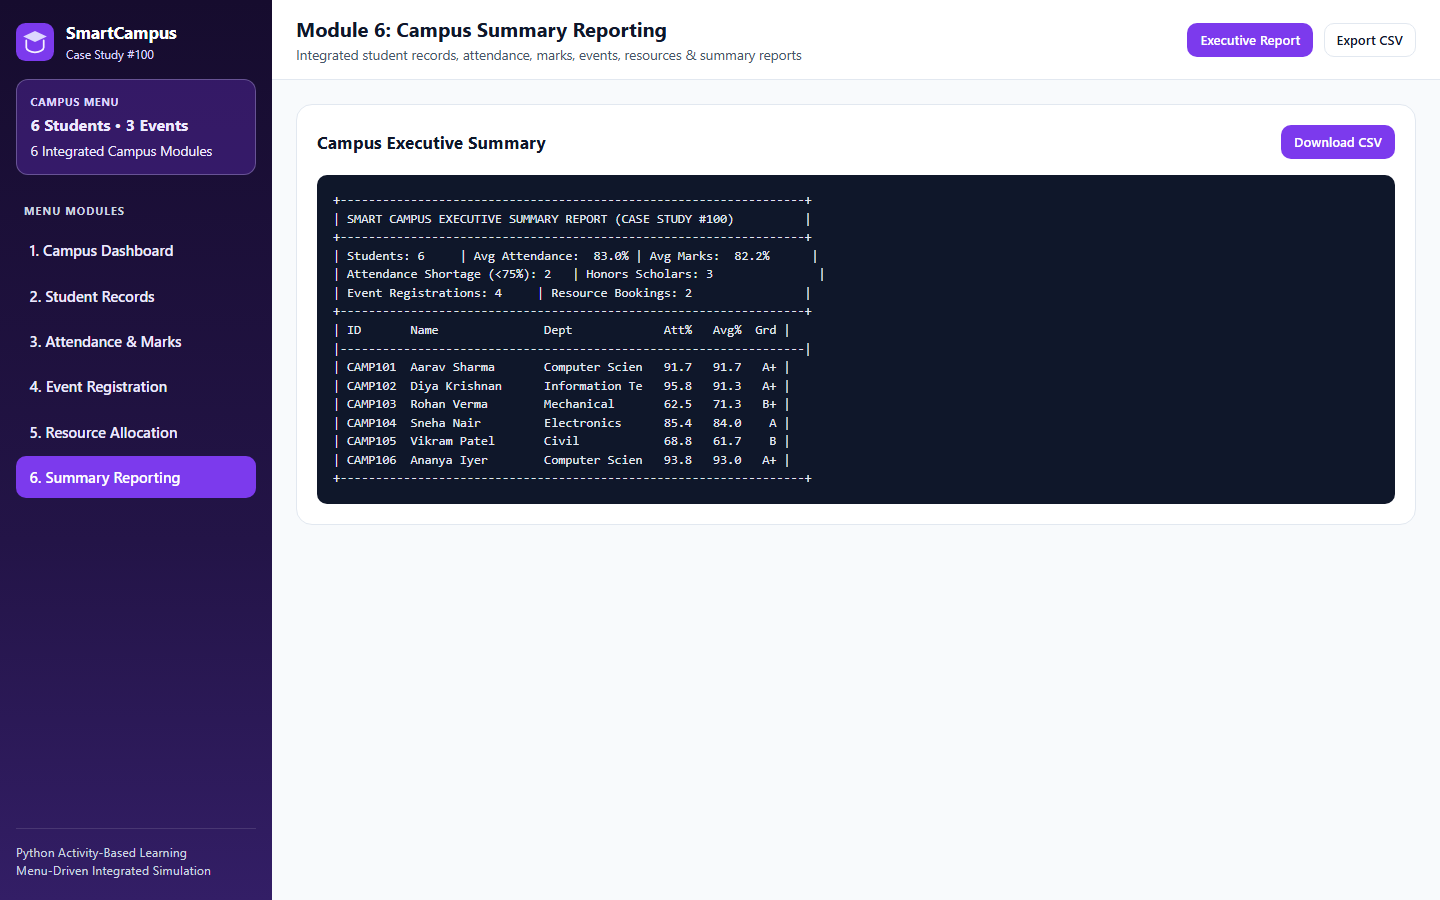 SmartCampus
Case Study #100
CAMPUS MENU
6 Students • 3 Events
6 Integrated Campus Modules
MENU MODULES
1. Campus Dashboard
2. Student Records
3. Attendance & Marks
4. Event Registration
5. Resource Allocation
6. Summary Reporting
Python Activity-Based Learning
Menu-Driven Integrated Simulation
Module 6: Campus Summary Reporting
Integrated student records, attendance, marks, events, resources & summary reports
Executive Report
Export CSV
Campus Executive Summary
Download CSV
+------------------------------------------------------------------+
| SMART CAMPUS EXECUTIVE SUMMARY REPORT (CASE STUDY #100)          |
+------------------------------------------------------------------+
| Students: 6     | Avg Attendance:  83.0% | Avg Marks:  82.2%      |
| Attendance Shortage (<75%): 2   | Honors Scholars: 3               |
| Event Registrations: 4     | Resource Bookings: 2                |
+------------------------------------------------------------------+
| ID       Name               Dept             Att%   Avg%  Grd |
|------------------------------------------------------------------|
| CAMP101  Aarav Sharma       Computer Scien   91.7   91.7   A+ |
| CAMP102  Diya Krishnan      Information Te   95.8   91.3   A+ |
| CAMP103  Rohan Verma        Mechanical       62.5   71.3   B+ |
| CAMP104  Sneha Nair         Electronics      85.4   84.0    A |
| CAMP105  Vikram Patel       Civil            68.8   61.7    B |
| CAMP106  Ananya Iyer        Computer Scien   93.8   93.0   A+ |
+------------------------------------------------------------------+